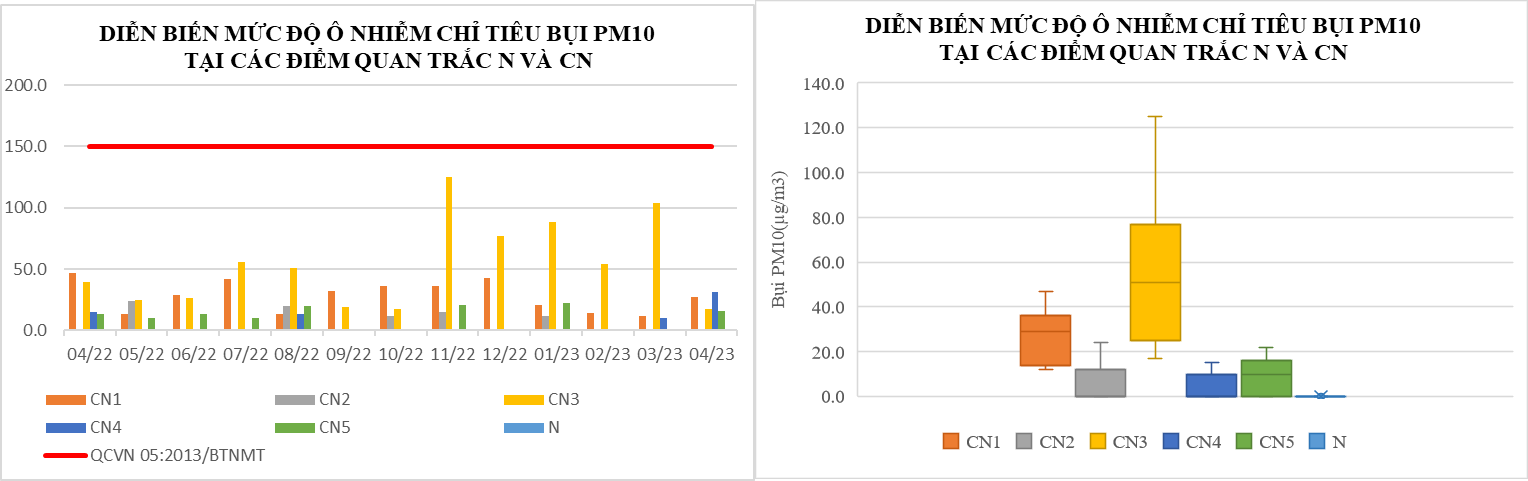 DIỄN BIẾN MỨC ĐỘ Ô NHIỄM CHỈ TIÊU BỤI PM10
TẠI CÁC ĐIỂM QUAN TRẮC N VÀ CN
200.0
150.0
100.0
50.0
0.0
04/22 05/22 06/22 07/22 08/22 09/22 10/22 11/22 12/22 01/23 02/23 03/23 04/23
CN1 CN2 CN3
CN4 CN5 N
QCVN 05:2013/BTNMT
DIỄN BIẾN MỨC ĐỘ Ô NHIỄM CHỈ TIÊU BỤI PM10
TẠI CÁC ĐIỂM QUAN TRẮC N VÀ CN
Bụi PM10(µg/m3)
140.0
120.0
100.0
80.0
60.0
40.0
20.0
0.0
CN1 CN2 CN3 CN4 CN5 N